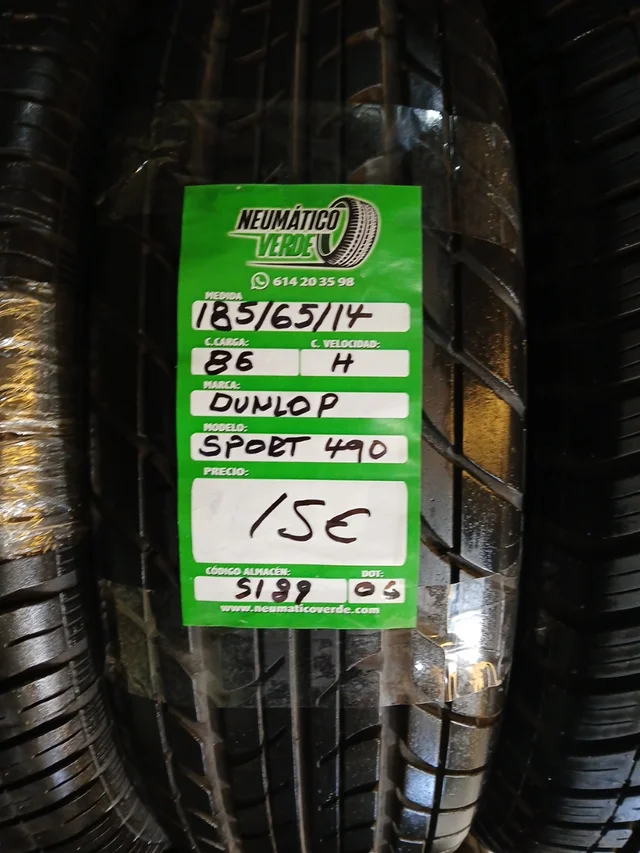 NEUMÁTICO
VERDE
614 20 35 98
MEDIDA
185/65/14
C.CARGA: C. VELOCIDAD:
86 H
MARCA:
DUNLOP
MODELO:
SPORT 490
PRECIO:
15€
CÓDIGO ALMACÉN: DOT:
S189 06
www.neumaticoverde.com